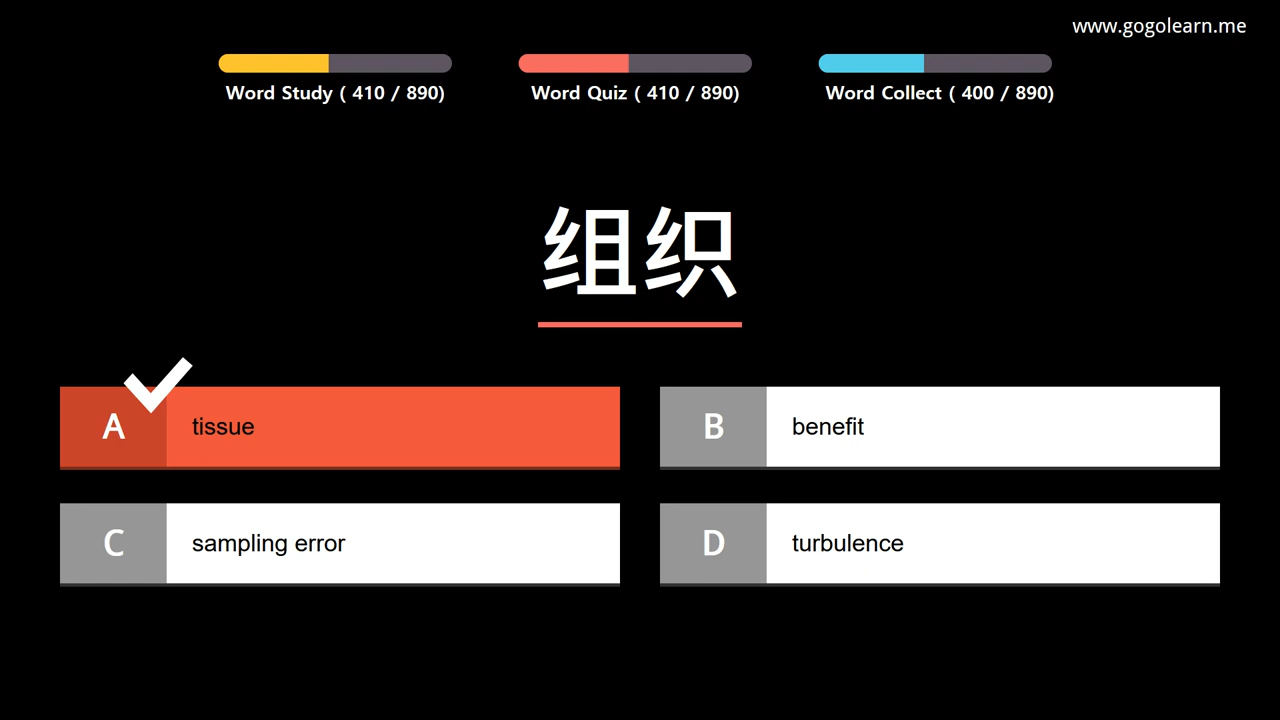 www.gogolearn.me
Word Study ( 410 / 890)
Word Quiz ( 410 / 890)
Word Collect ( 400 / 890)
组织
A
tissue
B
benefit
C
sampling error
D
turbulence